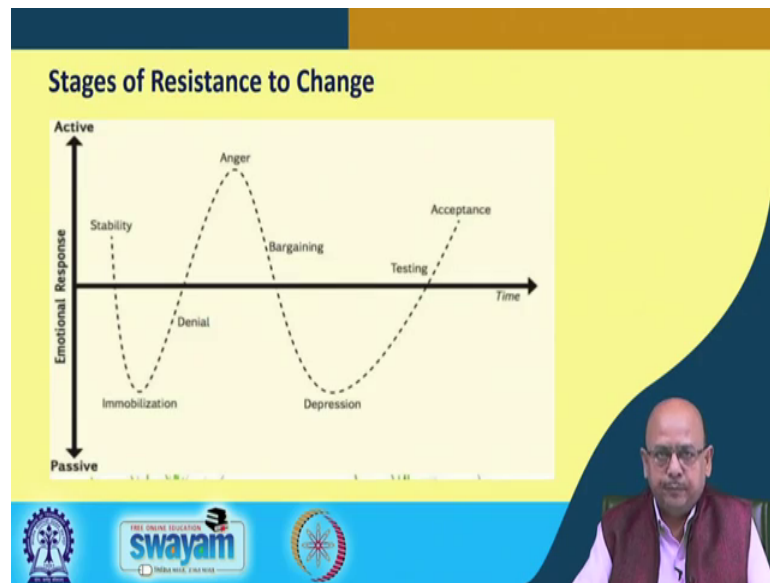 Stages of Resistance to Change
Active
Anger
Stability
Acceptance
Bargaining
Testing
Time
Emotional Response
Denial
Immobilization
Depression
Passive
FREE ONLINE EDUCATION
swayam